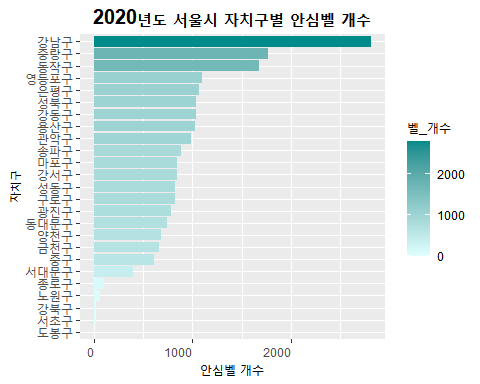 2020년도 서울시 자치구별 안심벨 개수
강남구
중랑구
동작구
영등포구
은평구
성북구
강동구
용산구
관악구
송파구
마포구
강서구
성동구
구로구
광진구
동대문구
양천구
금천구
중구
서대문구
종로구
노원구
강북구
서초구
도봉구
자치구
0 1000 2000
안심벨 개수
벨_개수
2000
1000
0